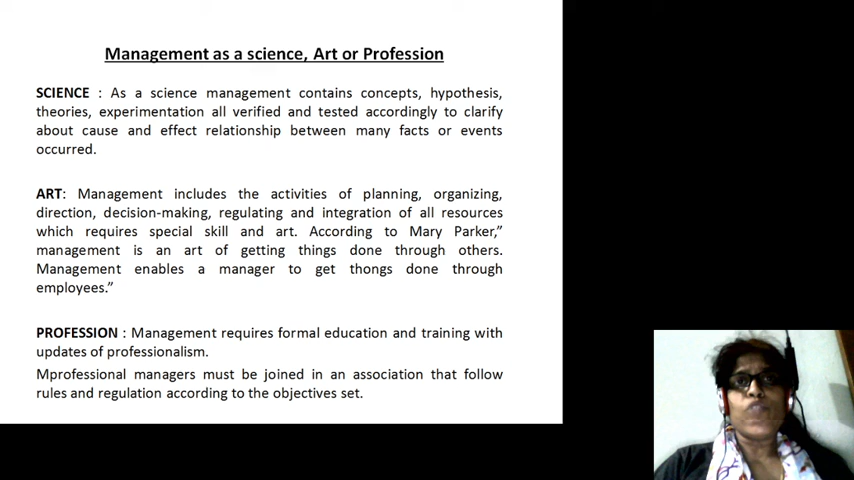 Management as a science, Art or Profession
SCIENCE : As a science management contains concepts, hypothesis,
theories, experimentation all verified and tested accordingly to clarify
about cause and effect relationship between many facts or events
occurred.
ART: Management includes the activities of planning, organizing,
direction, decision-making, regulating and integration of all resources
which requires special skill and art. According to Mary Parker,”
management is an art of getting things done through others.
Management enables a manager to get thongs done through
employees.”
PROFESSION : Management requires formal education and training with
updates of professionalism.
Mprofessional managers must be joined in an association that follow
rules and regulation according to the objectives set.